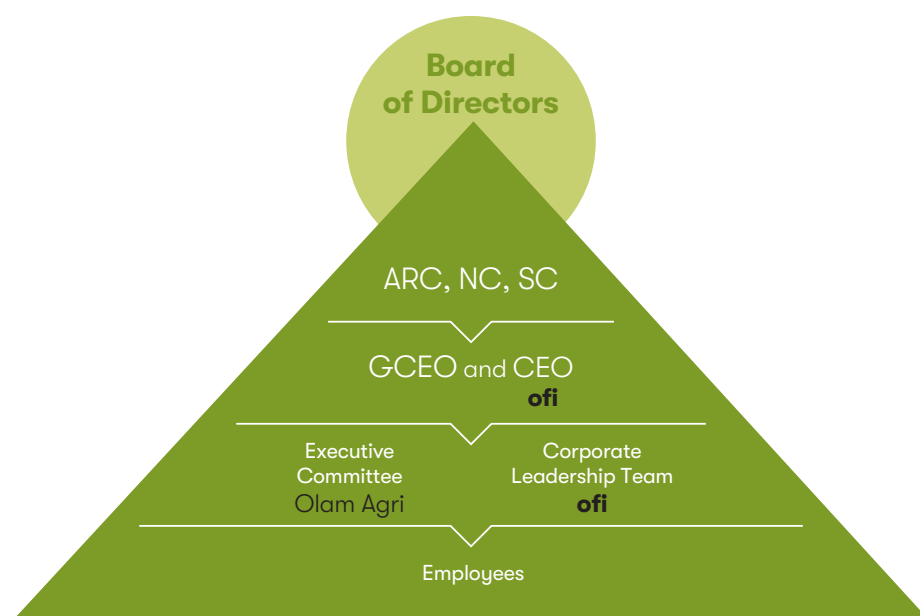 Board
of Directors
ARC, NC, SC
GCEO and CEO
ofi
Executive
Committee
Olam Agri
Corporate
Leadership Team
ofi
Employees